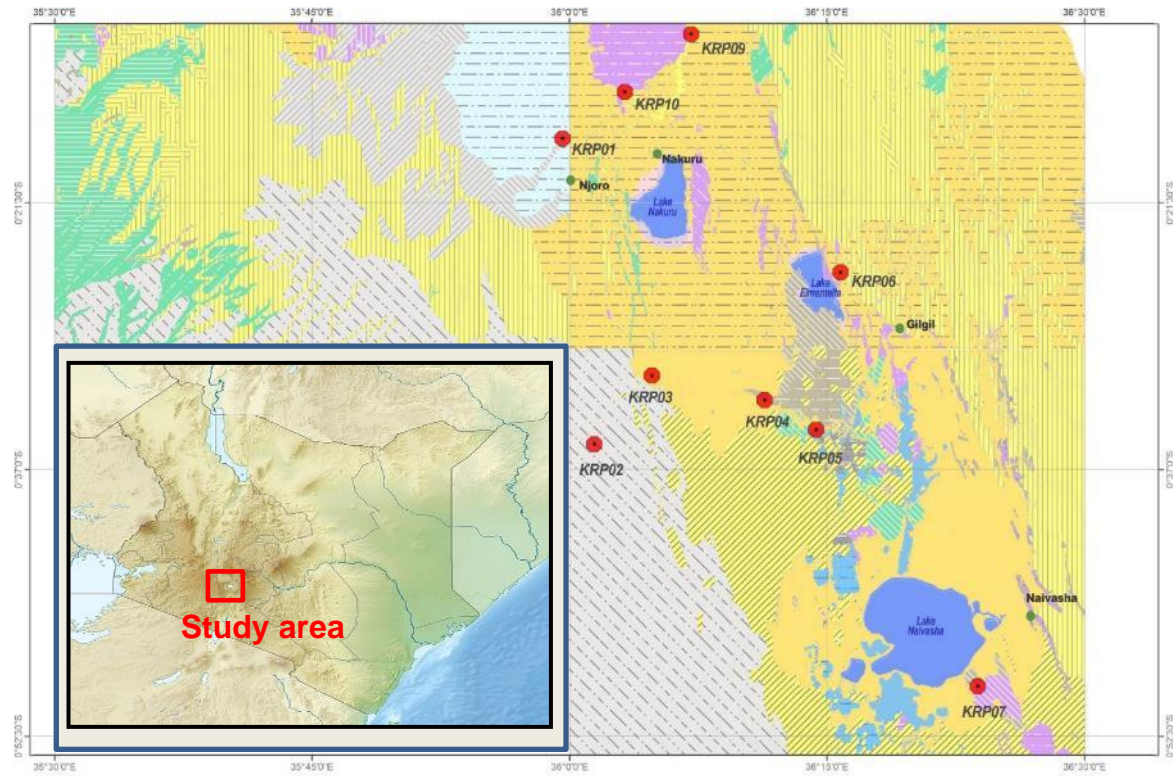 35°30'0"E
35°45'0"E
36°0'0"E
36°15'0"E
36°30'0"E
KRP09
KRP10
KRP01
Nakuru
Njoro
0°21'30"S
0°21'30"S
Lake
Nakuru
KRP06
Lake
Elmenteita
Gilgil
KRP03
KRP04
KRP05
KRP02
0°37'0"S
0°37'0"S
Study area
Naivasha
Lake
Naivasha
KRP07
0°52'30"S
0°52'30"S
35°30'0"E
35°45'0"E
36°0'0"E
36°15'0"E
36°30'0"E